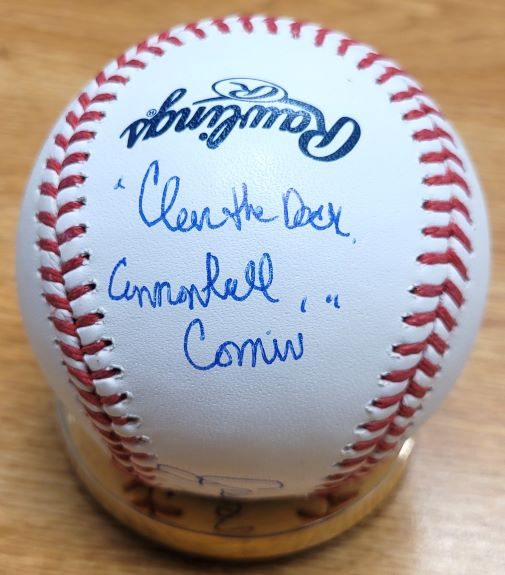 Rawlings®
R
"Clear the Deck,
Cannonball
Comin'"